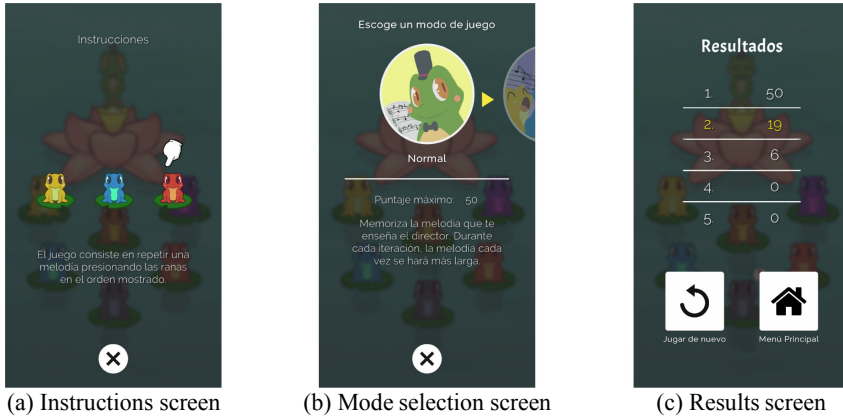 Instrucciones
El juego consiste en repetir una
melodía presionando las ranas
en el orden mostrado.
(a) Instructions screen
Escoge un modo de juego
Normal
Puntaje máximo: 50
Memoriza la melodía que te
enseña el director. Durante
cada iteración, la melodía cada
vez se hará más larga.
(b) Mode selection screen
Resultados
1. 50
2. 19
3. 6
4. 0
5. 0
Jugar de nuevo
Menú Principal
(c) Results screen